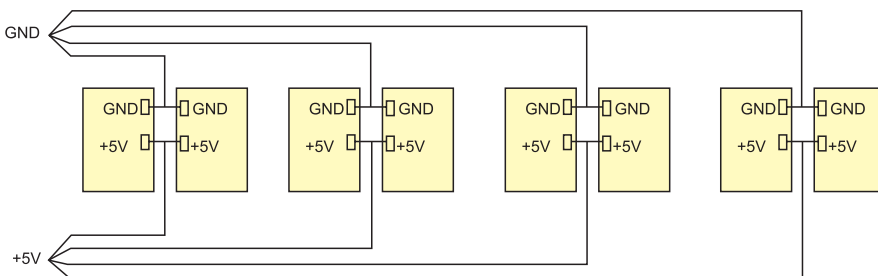 GND
GND GND GND GND GND GND GND GND
+5V +5V +5V +5V +5V +5V +5V +5V
+5V